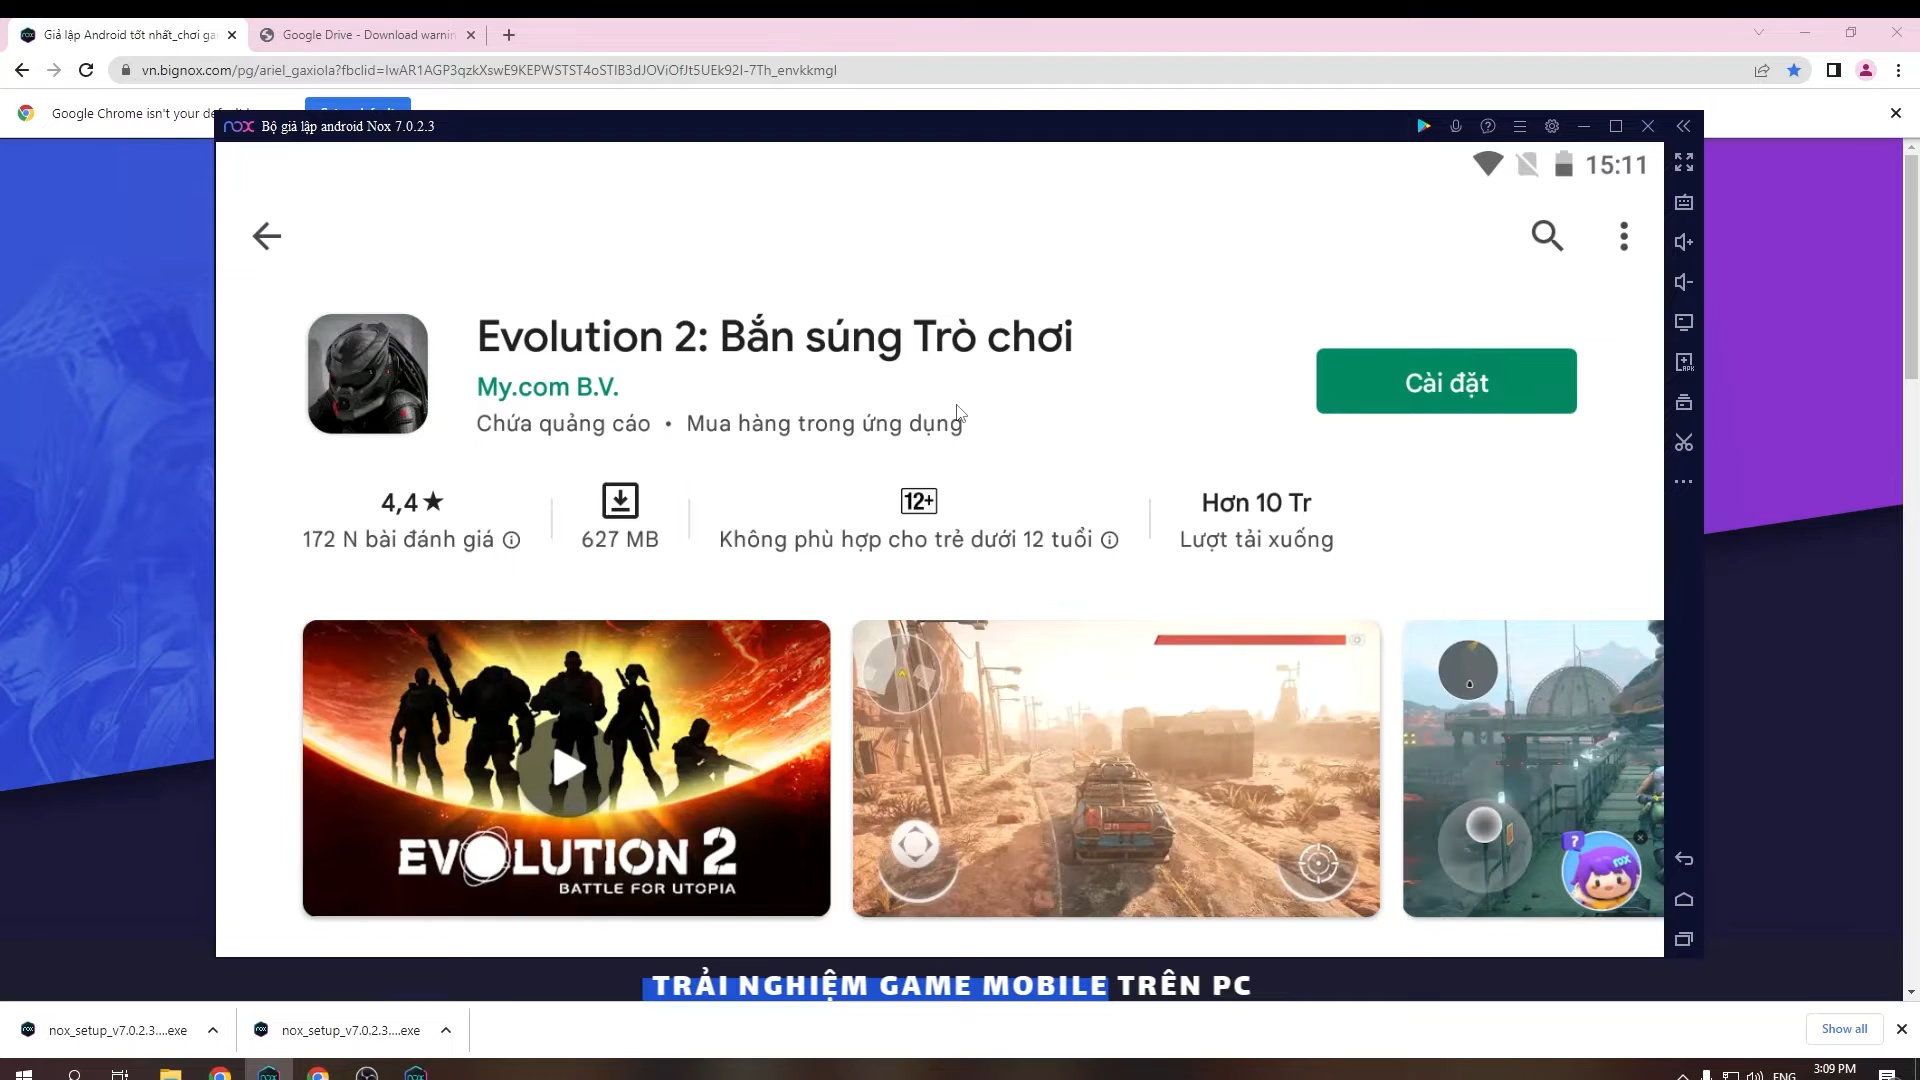 Giả lập Android tốt nhất_chơi ga
Google Drive - Download warnin
vn.bignox.com/pg/ariel_gaxiola?fbclid=IwAR1AGP3qzkXswE9KEPWSTST4oSTIB3dJOViOfJt5UEk92I-7Th_envkkmgI
Google Chrome isn't your
nox Bộ giả lập android Nox 7.0.2.3
15:11
Evolution 2: Bắn súng Trò chơi
My.com B.V.
Chứa quảng cáo • Mua hàng trong ứng dụng
Cài đặt
4,4★
172 N bài đánh giá
627 MB
12+
Không phù hợp cho trẻ dưới 12 tuổi
Hơn 10 Tr
Lượt tải xuống
EVOLUTION 2
BATTLE FOR UTOPIA
? nox
TRẢI NGHIỆM GAME MOBILE TRÊN PC
nox_setup_v7.0.2.3....exe
nox_setup_v7.0.2.3....exe
Show all
ENG
3:09 PM